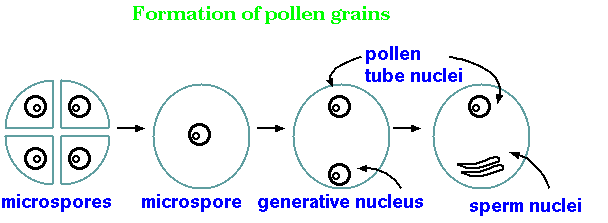 Formation of pollen grains
pollen
tube nuclei
microspores
microspore
generative nucleus
sperm nuclei